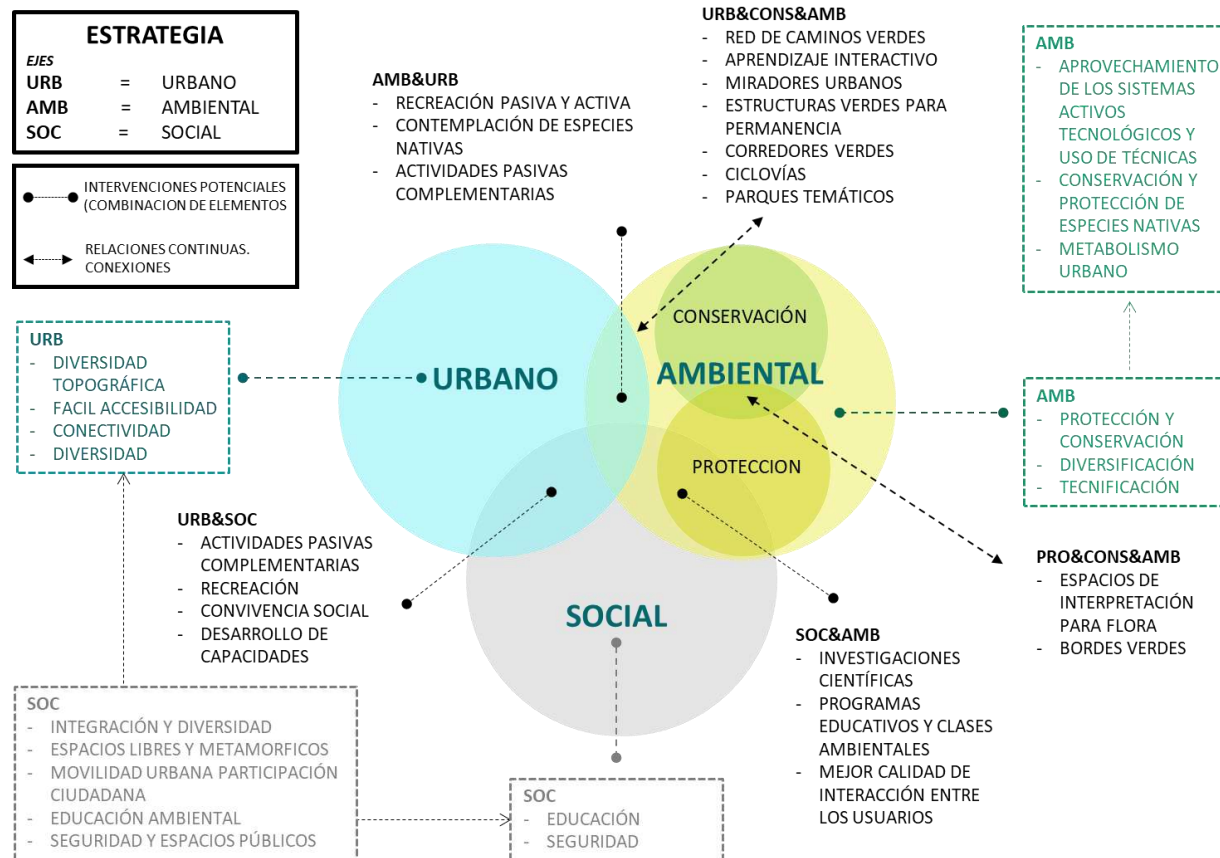 ESTRATEGIA
EJES
URB = URBANO
AMB = AMBIENTAL
SOC = SOCIAL
INTERVENCIONES POTENCIALES
(COMBINACION DE ELEMENTOS
RELACIONES CONTINUAS.
CONEXIONES
AMB&URB
- RECREACIÓN PASIVA Y ACTIVA
- CONTEMPLACIÓN DE ESPECIES
NATIVAS
- ACTIVIDADES PASIVAS
COMPLEMENTARIAS
URB&CONS&AMB
- RED DE CAMINOS VERDES
- APRENDIZAJE INTERACTIVO
- MIRADORES URBANOS
- ESTRUCTURAS VERDES PARA
PERMANENCIA
- CORREDORES VERDES
- CICLOVÍAS
- PARQUES TEMÁTICOS
AMB
- APROVECHAMIENTO
DE LOS SISTEMAS
ACTIVOS
TECNOLÓGICOS Y
USO DE TÉCNICAS
- CONSERVACIÓN Y
PROTECCIÓN DE
ESPECIES NATIVAS
- METABOLISMO
URBANO
URB
- DIVERSIDAD
TOPOGRÁFICA
- FACIL ACCESIBILIDAD
- CONECTIVIDAD
- DIVERSIDAD
URBANO
CONSERVACIÓN
AMBIENTAL
PROTECCION
SOCIAL
AMB
- PROTECCIÓN Y
CONSERVACIÓN
- DIVERSIFICACIÓN
- TECNIFICACIÓN
URB&SOC
- ACTIVIDADES PASIVAS
COMPLEMENTARIAS
- RECREACIÓN
- CONVIVENCIA SOCIAL
- DESARROLLO DE
CAPACIDADES
PRO&CONS&AMB
- ESPACIOS DE
INTERPRETACIÓN
PARA FLORA
- BORDES VERDES
SOC&AMB
- INVESTIGACIONES
CIENTÍFICAS
- PROGRAMAS
EDUCATIVOS Y CLASES
AMBIENTALES
- MEJOR CALIDAD DE
INTERACCIÓN ENTRE
LOS USUARIOS
SOC
- INTEGRACIÓN Y DIVERSIDAD
- ESPACIOS LIBRES Y METAMORFICOS
- MOVILIDAD URBANA PARTICIPACIÓN
CIUDADANA
- EDUCACIÓN AMBIENTAL
- SEGURIDAD Y ESPACIOS PÚBLICOS
SOC
- EDUCACIÓN
- SEGURIDAD